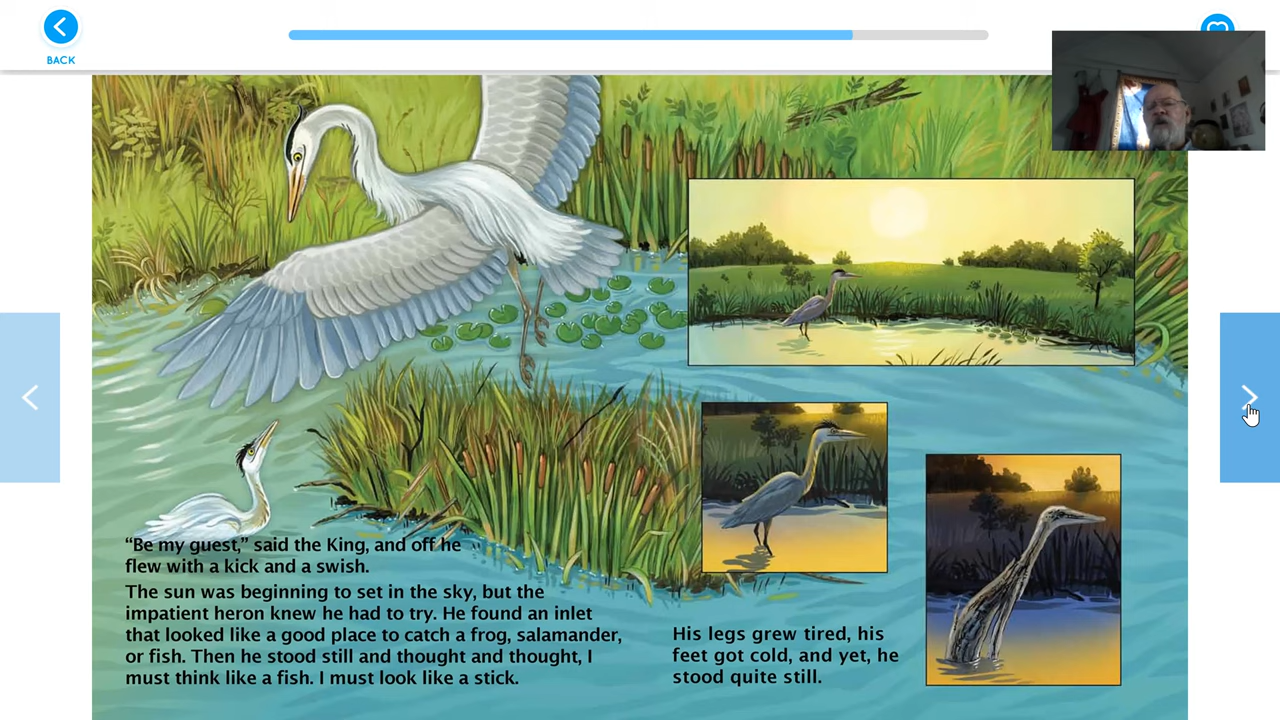 BACK
“Be my guest,” said the King, and off he
flew with a kick and a swish.
The sun was beginning to set in the sky, but the
impatient heron knew he had to try. He found an inlet
that looked like a good place to catch a frog, salamander,
or fish. Then he stood still and thought and thought, I
must think like a fish. I must look like a stick.
His legs grew tired, his
feet got cold, and yet, he
stood quite still.